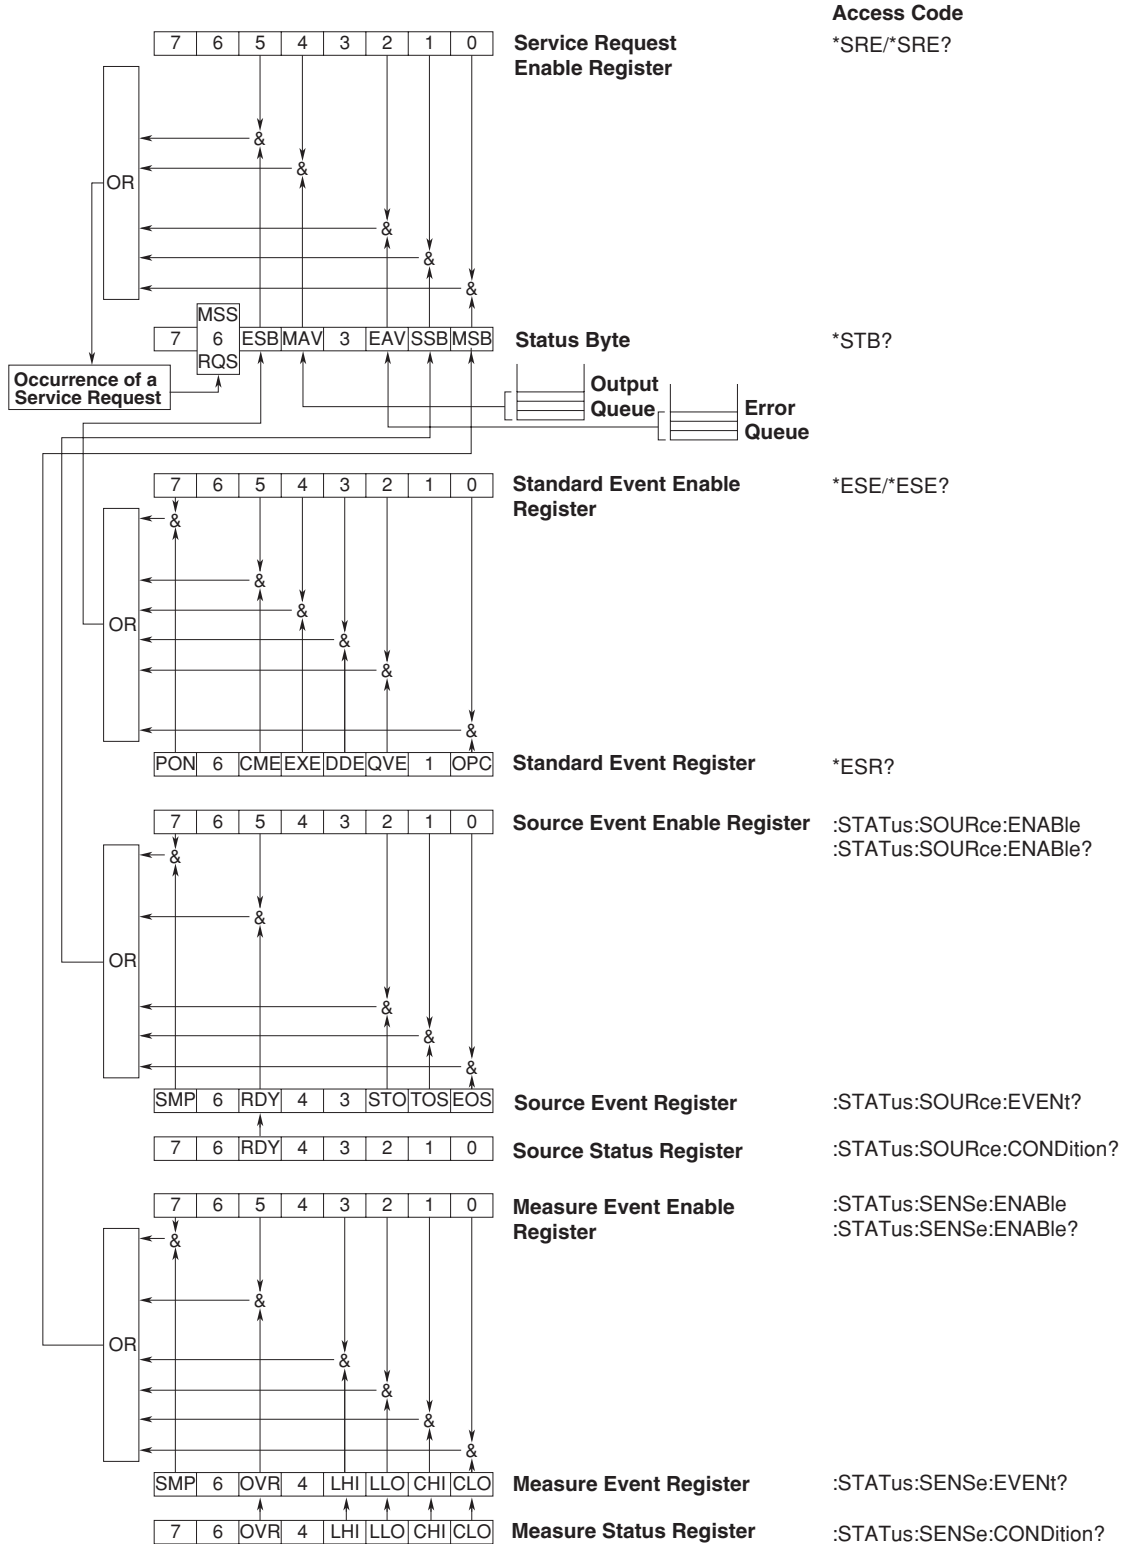 Access Code
7 6 5 4 3 2 1 0 Service Request *SRE/*SRE?
Enable Register
&
&
OR
&
&
&
MSS
7 6 ESB MAV 3 EAV SSB MSB Status Byte *STB?
RQS
Occurrence of a
Service Request
Output
Queue
Error
Queue
7 6 5 4 3 2 1 0 Standard Event Enable *ESE/*ESE?
Register
&
&
&
OR
&
&
&
PON 6 CME EXE DDE QVE 1 OPC Standard Event Register *ESR?
7 6 5 4 3 2 1 0 Source Event Enable Register :STATus:SOURce:ENABle
:STATus:SOURce:ENABle?
&
&
OR
&
&
&
SMP 6 RDY 4 3 STO TOS EOS Source Event Register :STATus:SOURce:EVENt?
7 6 RDY 4 3 2 1 0 Source Status Register :STATus:SOURce:CONDition?
7 6 5 4 3 2 1 0 Measure Event Enable :STATus:SENSe:ENABle
Register :STATus:SENSe:ENABle?
&
&
OR
&
&
&
&
SMP 6 OVR 4 LHI LLO CHI CLO Measure Event Register :STATus:SENSe:EVENt?
7 6 OVR 4 LHI LLO CHI CLO Measure Status Register :STATus:SENSe:CONDition?